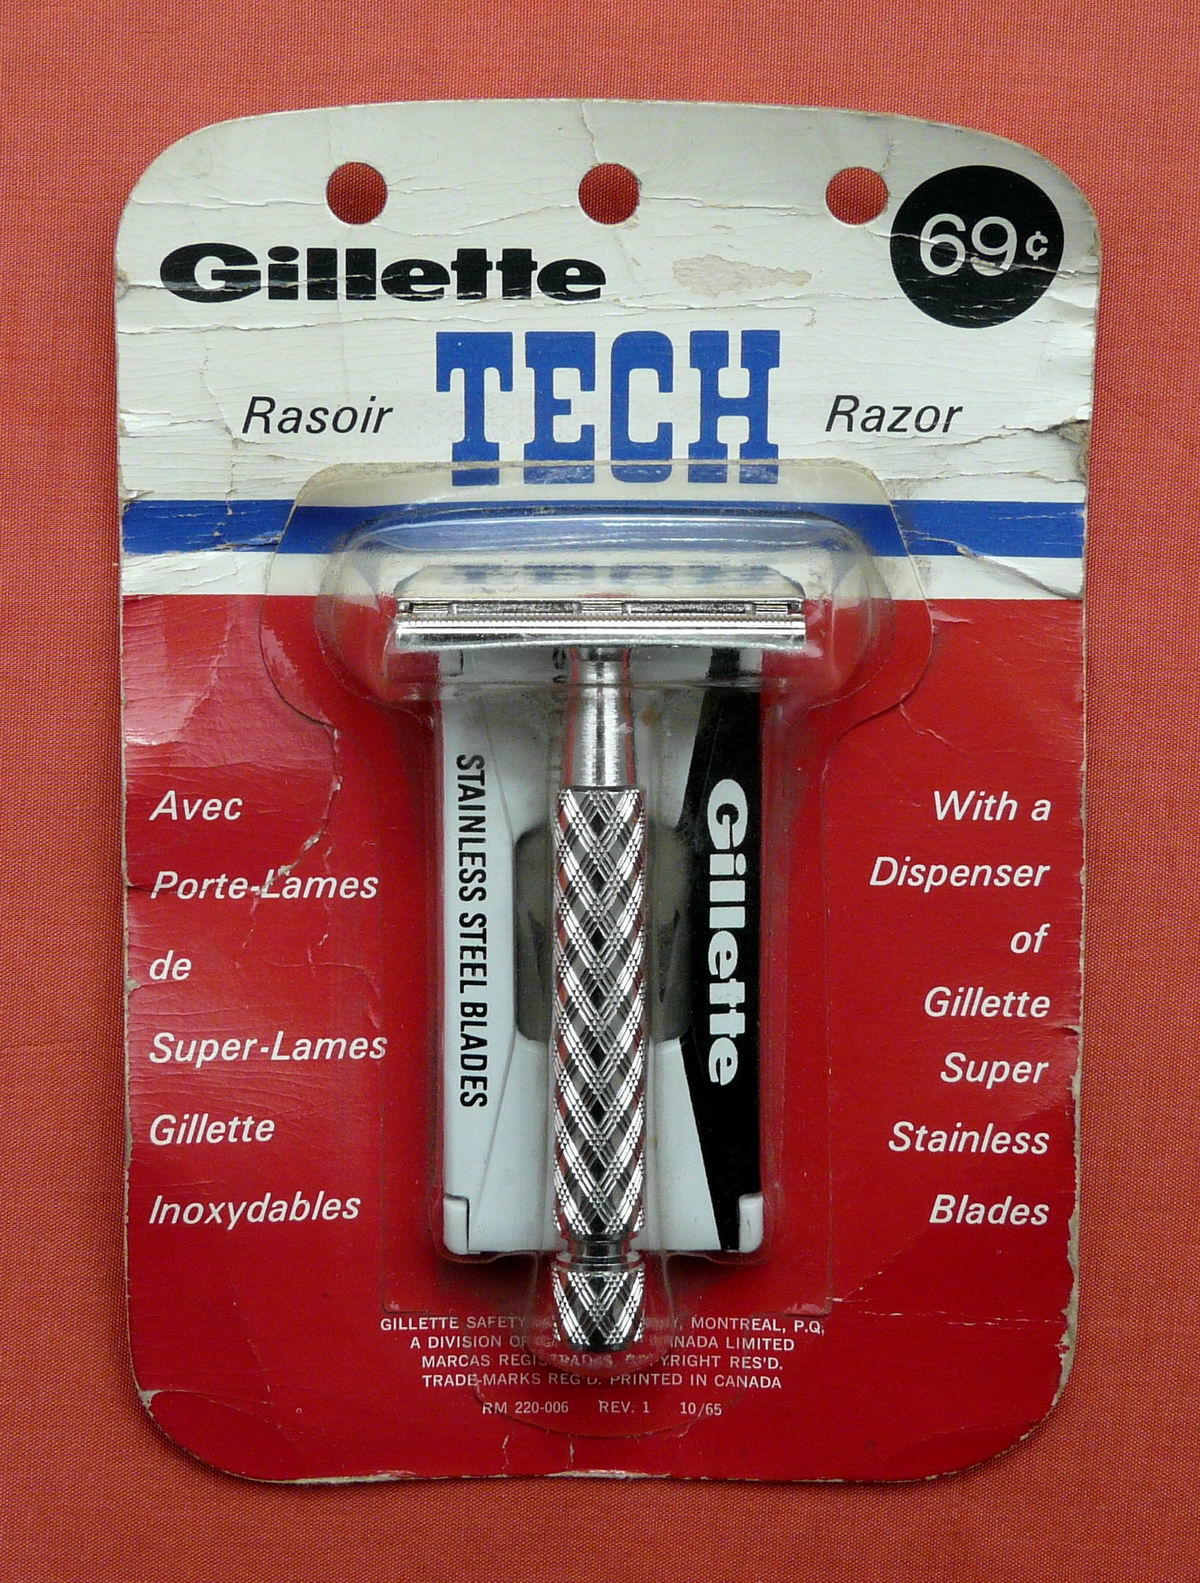 69¢
Gillette
TECH
Rasoir
Razor
Avec
Porte-Lames
de
Super-Lames
Gillette
Inoxydables
STAINLESS STEEL BLADES
Gillette
With a
Dispenser
of
Gillette
Super
Stainless
Blades
GILLETTE SAFETY MONTREAL, P.Q.
A DIVISION OF LIMITED
MARCAS REGISTRADAS COPYRIGHT RES'D.
TRADE-MARKS REG'D. PRINTED IN CANADA
RM 220-006 REV. 1 10/65